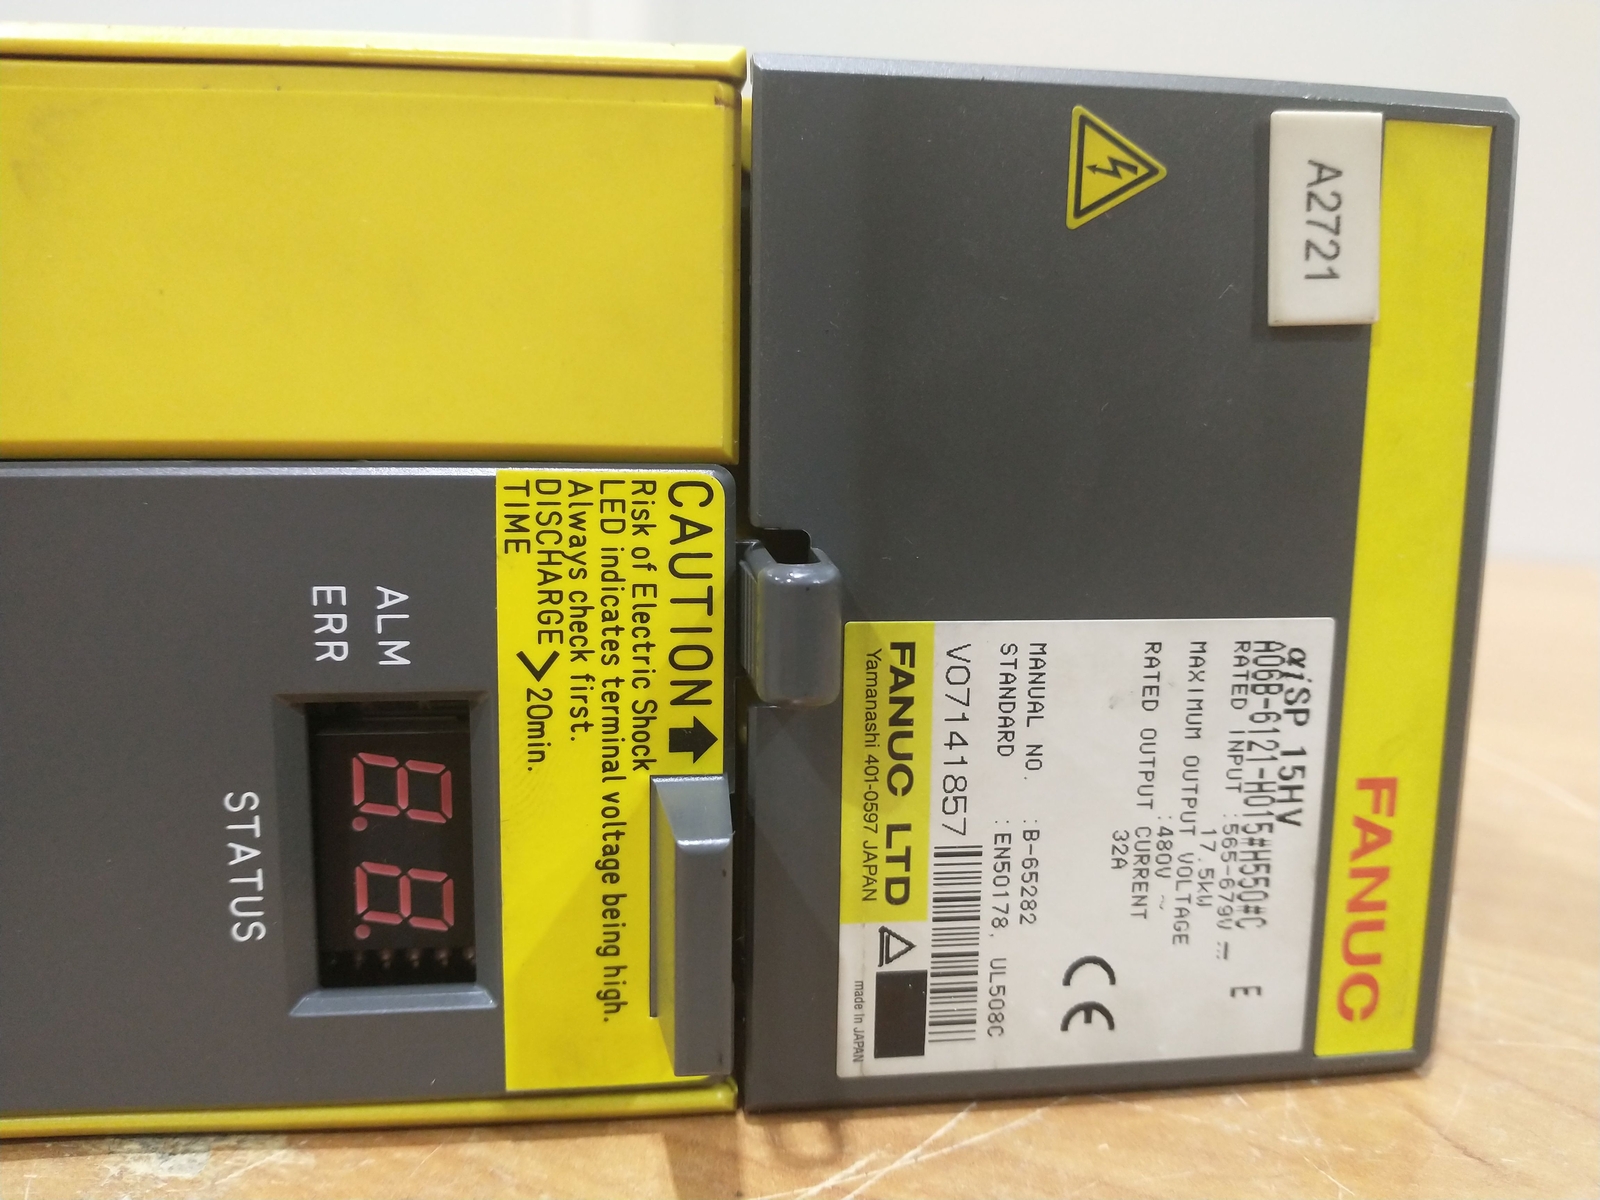 A2721
FANUC
αiSP 15HV
A06B-6121-H015#H550#C E
RATED INPUT :565-679V
17.5kW
MAXIMUM OUTPUT VOLTAGE
:480V ~
RATED OUTPUT CURRENT
32A
CE
MANUAL NO. :B-65282
STANDARD :EN50178, UL508C
V07141857
FANUC LTD
Yamanashi 401-0597 JAPAN
made in JAPAN
CAUTION
Risk of Electric Shock
LED indicates terminal voltage being high.
Always check first.
DISCHARGE > 20min.
TIME
ALM
ERR
8.8.
STATUS